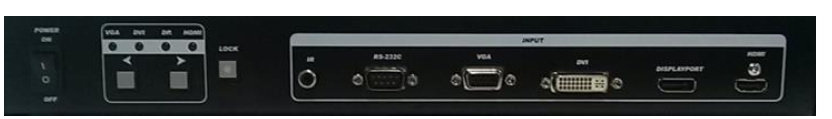 POWER
ON
OFF
VGA DVI DP. HDMI
LOCK
INPUT
IR
RS-232C
VGA
DVI
DISPLAYPORT
HDMI